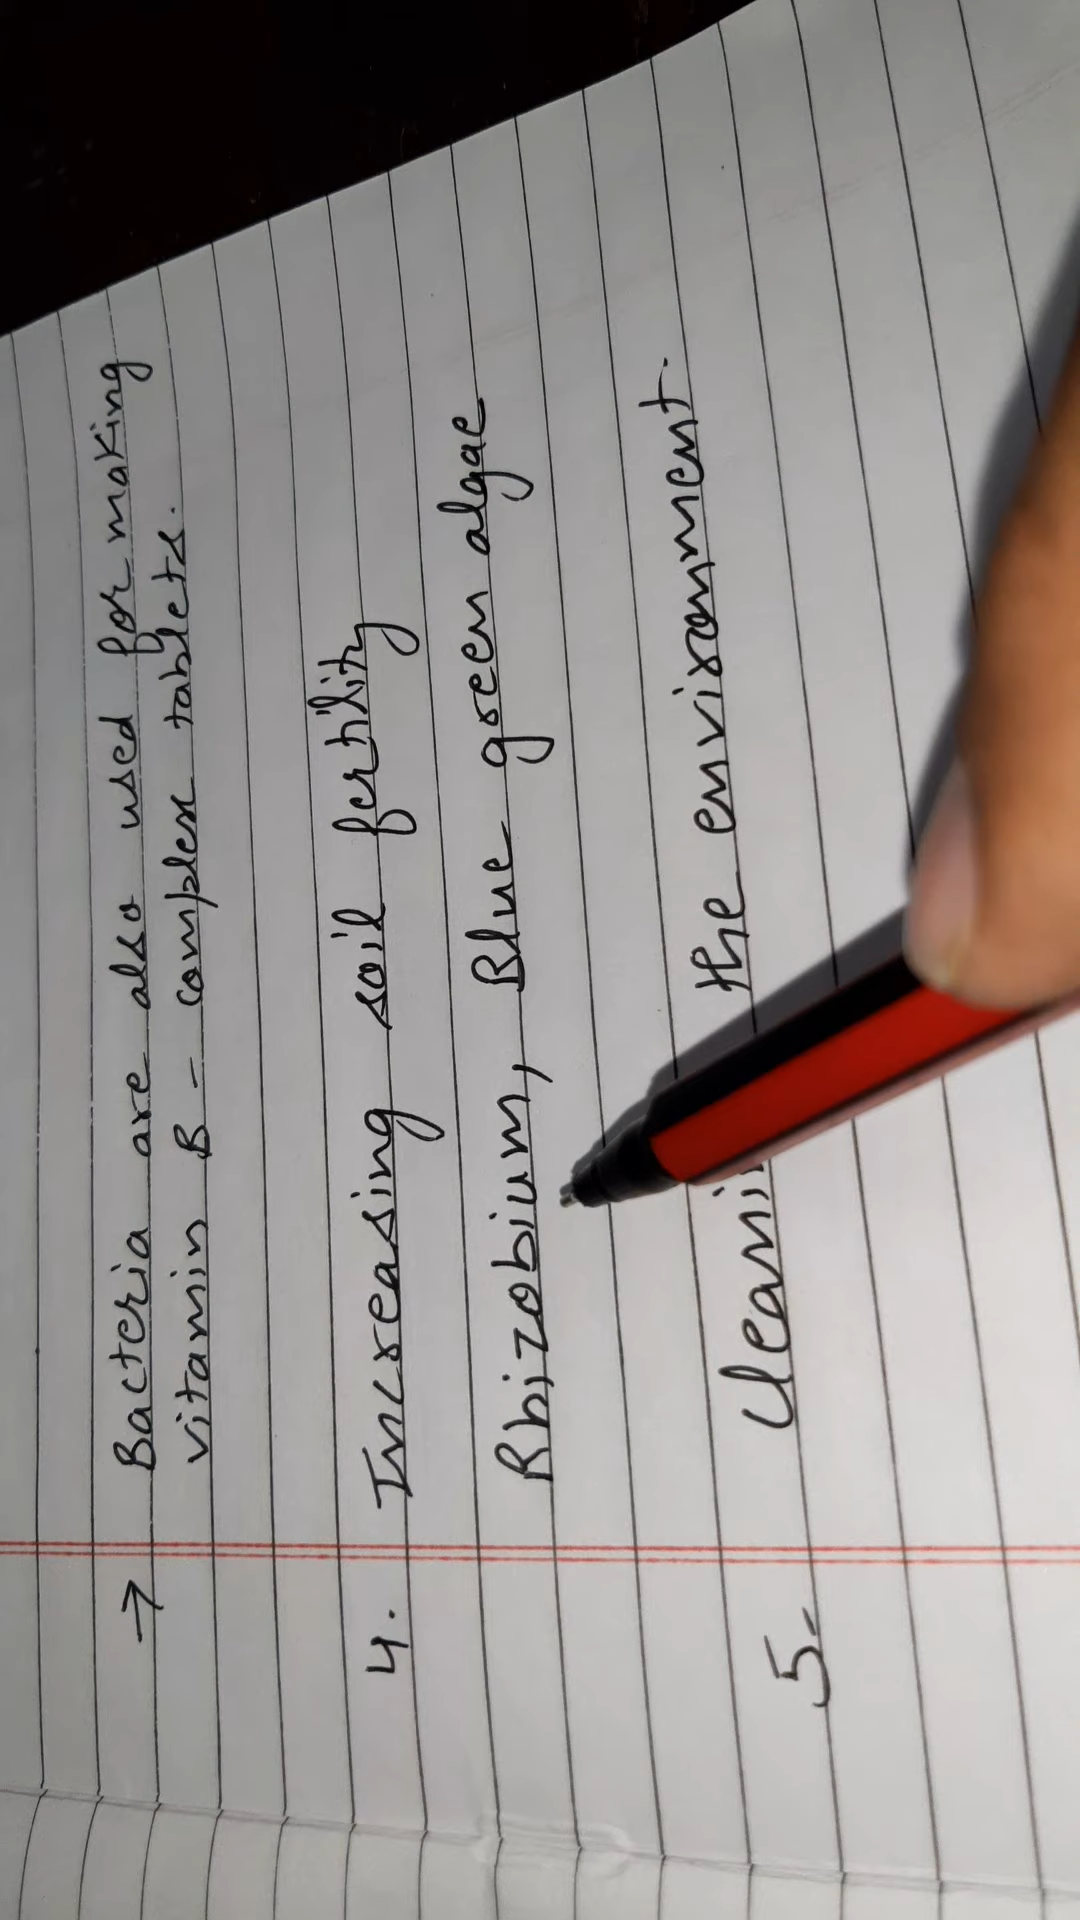 → Bacteria are also used for making
vitamin B - complex tablets.
4. Increasing soil fertility
Rhizobium, Blue green algae
5- the environment.